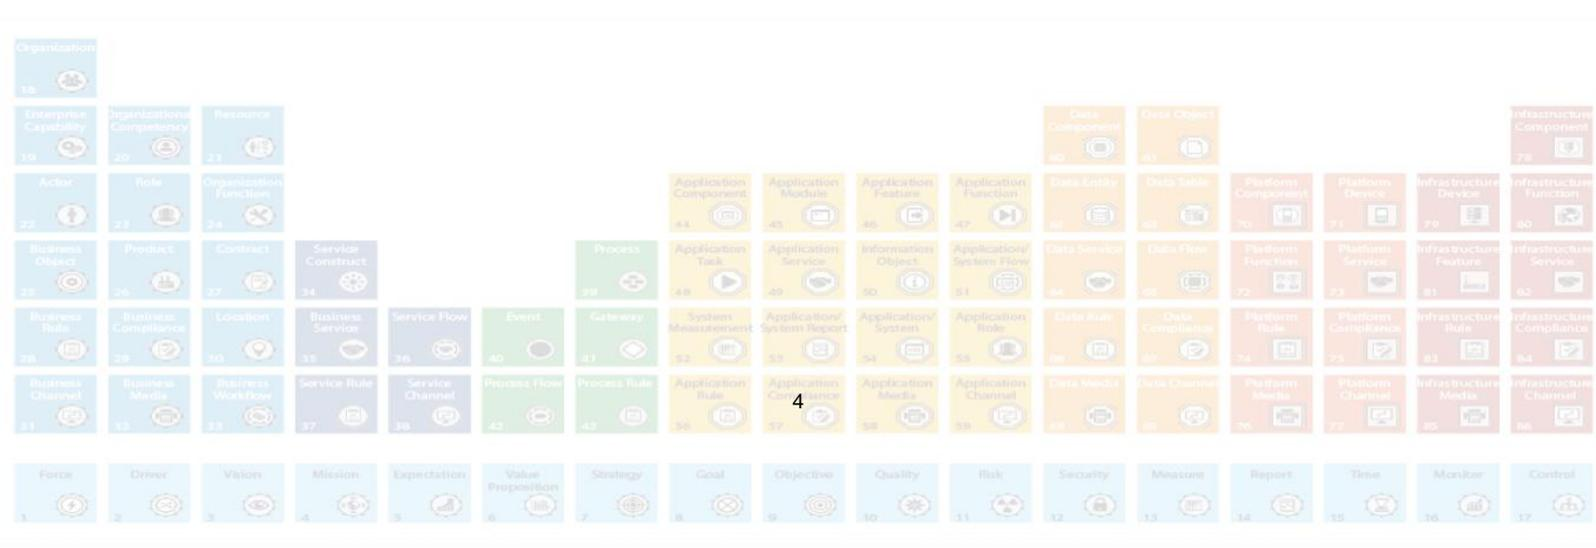 Organization
18
Enterprise Capability
19
Organizationa Competency
20
Resource
21
Data Component
60
Data Object
61
Infrastructure Component
78
Actor
22
Role
23
Organization Function
24
Application Component
44
Application Module
45
Application Feature
46
Application Function
47
Data Entity
62
Data Table
63
Platform Component
70
Platform Device
71
Infrastructure Device
79
Infrastructure Function
80
Business Object
25
Product
26
Contract
27
Service Construct
34
Process
39
Application Task
48
Application Service
49
Information Object
50
Application/ System Flow
51
Data Service
64
Data Flow
65
Platform Function
72
Platform Service
73
Infrastructure Feature
81
Infrastructure Service
82
Business Rule
28
Business Compliance
29
Location
30
Business Service
35
Service Flow
36
Event
40
Gateway
41
System Measurement
52
Application/ System Report
53
Application/ System
54
Application Role
55
Data Rule
66
Data Compliance
67
Platform Rule
74
Platform Compliance
75
Infrastructure Rule
83
Infrastructure Compliance
84
Business Channel
31
Business Media
32
Business Workflow
33
Service Rule
37
Service Channel
38
Process Flow
42
Process Rule
43
Application Rule
56
Application Compliance
57
4
Application Media
58
Application Channel
59
Data Media
68
Data Channel
69
Platform Media
76
Platform Channel
77
Infrastructure Media
85
Infrastructure Channel
86
Force
1
Driver
2
Vision
3
Mission
4
Expectation
5
Value Proposition
6
Strategy
7
Goal
8
Objective
9
Quality
10
Risk
11
Security
12
Measure
13
Report
14
Time
15
Monitor
16
Control
17